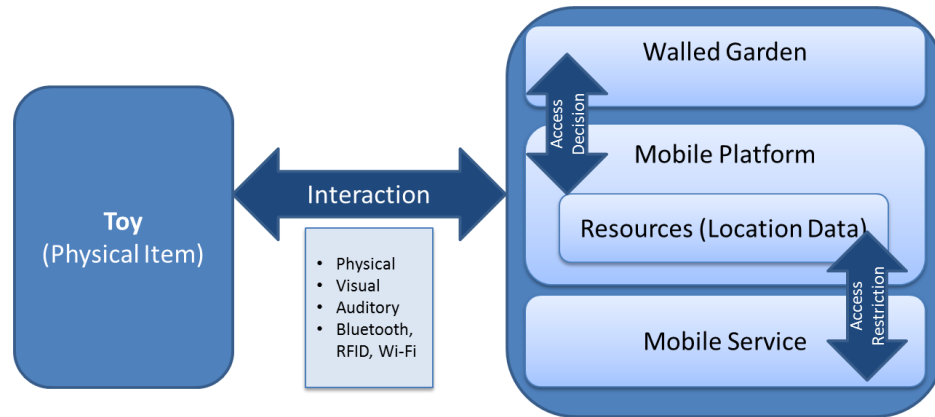 Toy
(Physical Item)
Interaction
• Physical
• Visual
• Auditory
• Bluetooth,
RFID, Wi-Fi
Walled Garden
Access
Decision
Mobile Platform
Resources (Location Data)
Access
Restriction
Mobile Service